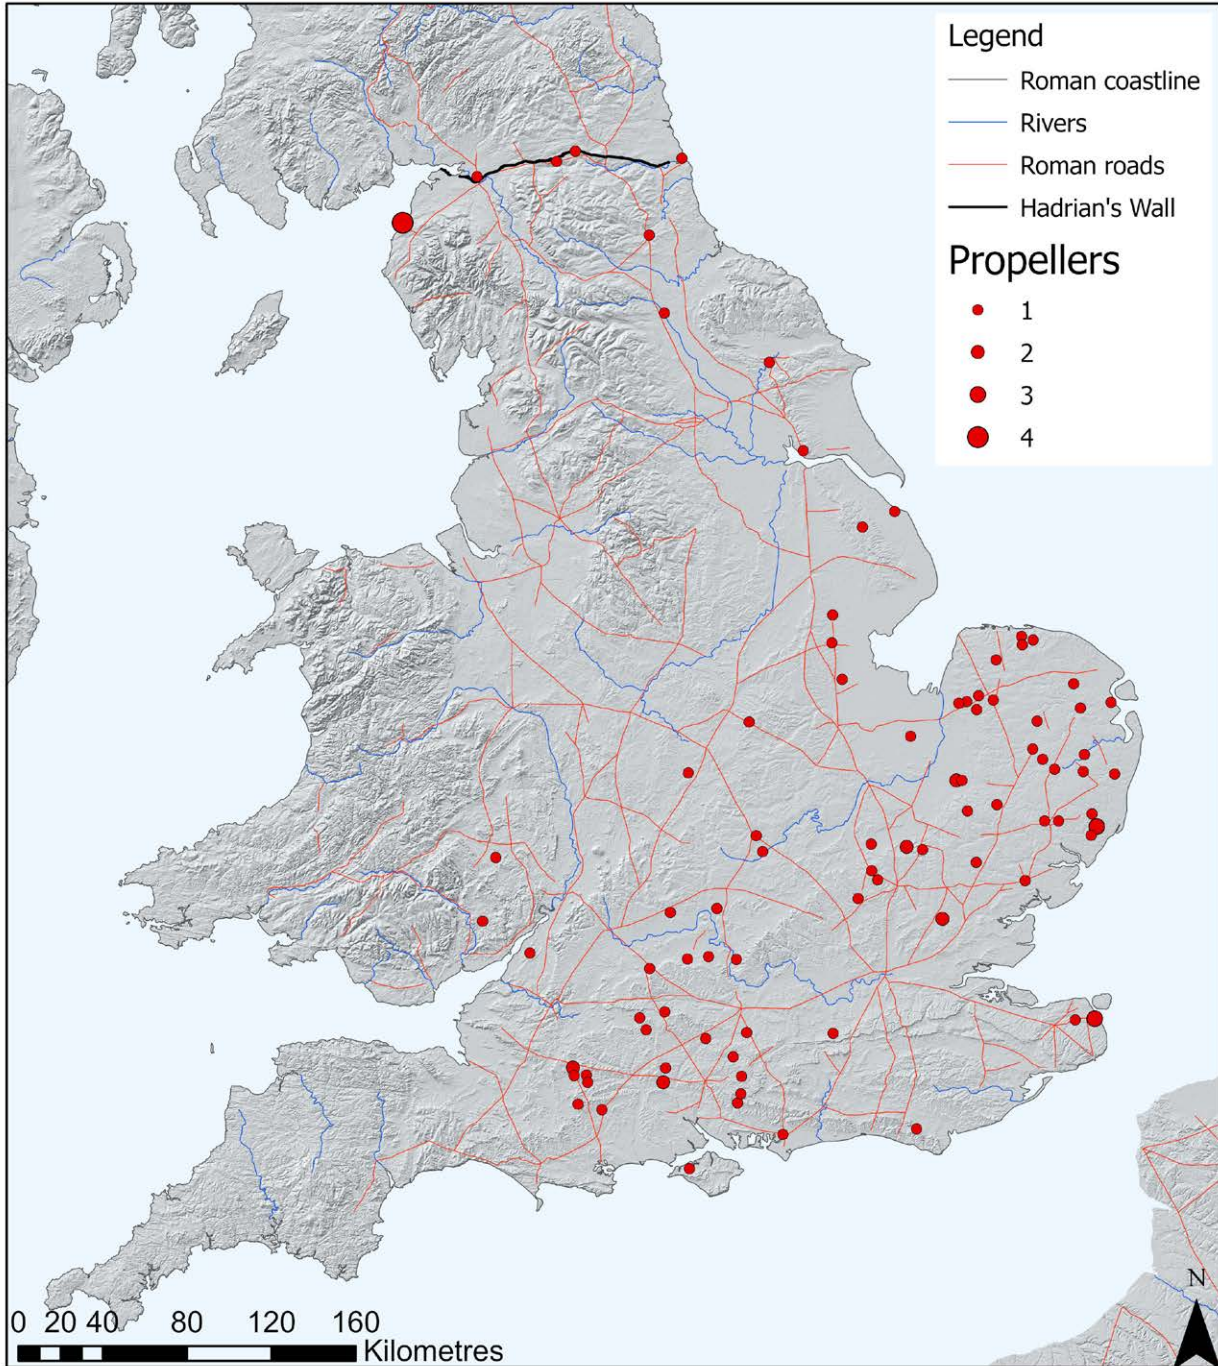 Legend
Roman coastline
Rivers
Roman roads
Hadrian's Wall
Propellers
1
2
3
4
N
0 20 40 80 120 160
Kilometres